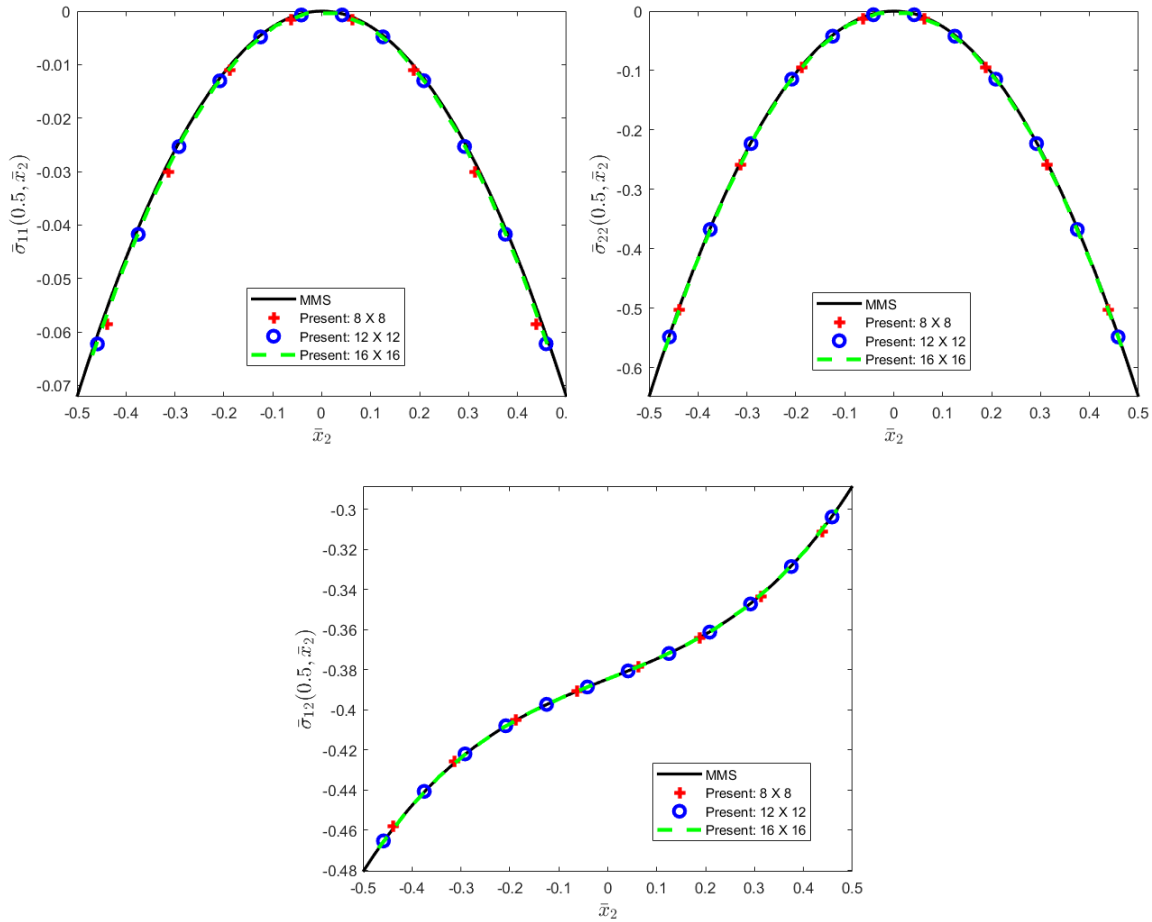 0
-0.01
-0.02
-0.03
-0.04
-0.05
-0.06
-0.07
σ̄₁₁(0.5, x̄₂)
MMS
Present: 8 X 8
Present: 12 X 12
Present: 16 X 16
-0.5 -0.4 -0.3 -0.2 -0.1 0 0.1 0.2 0.3 0.4 0.
x̄₂
0
-0.1
-0.2
-0.3
-0.4
-0.5
-0.6
σ̄₂₂(0.5, x̄₂)
MMS
Present: 8 X 8
Present: 12 X 12
Present: 16 X 16
-0.5 -0.4 -0.3 -0.2 -0.1 0 0.1 0.2 0.3 0.4 0.5
x̄₂
-0.3
-0.32
-0.34
-0.36
-0.38
-0.4
-0.42
-0.44
-0.46
-0.48
σ̄₁₂(0.5, x̄₂)
MMS
Present: 8 X 8
Present: 12 X 12
Present: 16 X 16
-0.5 -0.4 -0.3 -0.2 -0.1 0 0.1 0.2 0.3 0.4 0.5
x̄₂